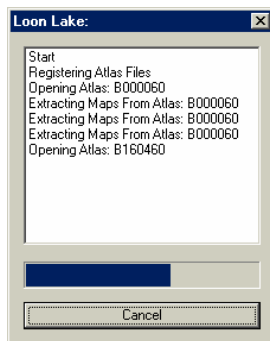 Loon Lake:
Start
Registering Atlas Files
Opening Atlas: B000060
Extracting Maps From Atlas: B000060
Extracting Maps From Atlas: B000060
Extracting Maps From Atlas: B000060
Opening Atlas: B160460
Cancel